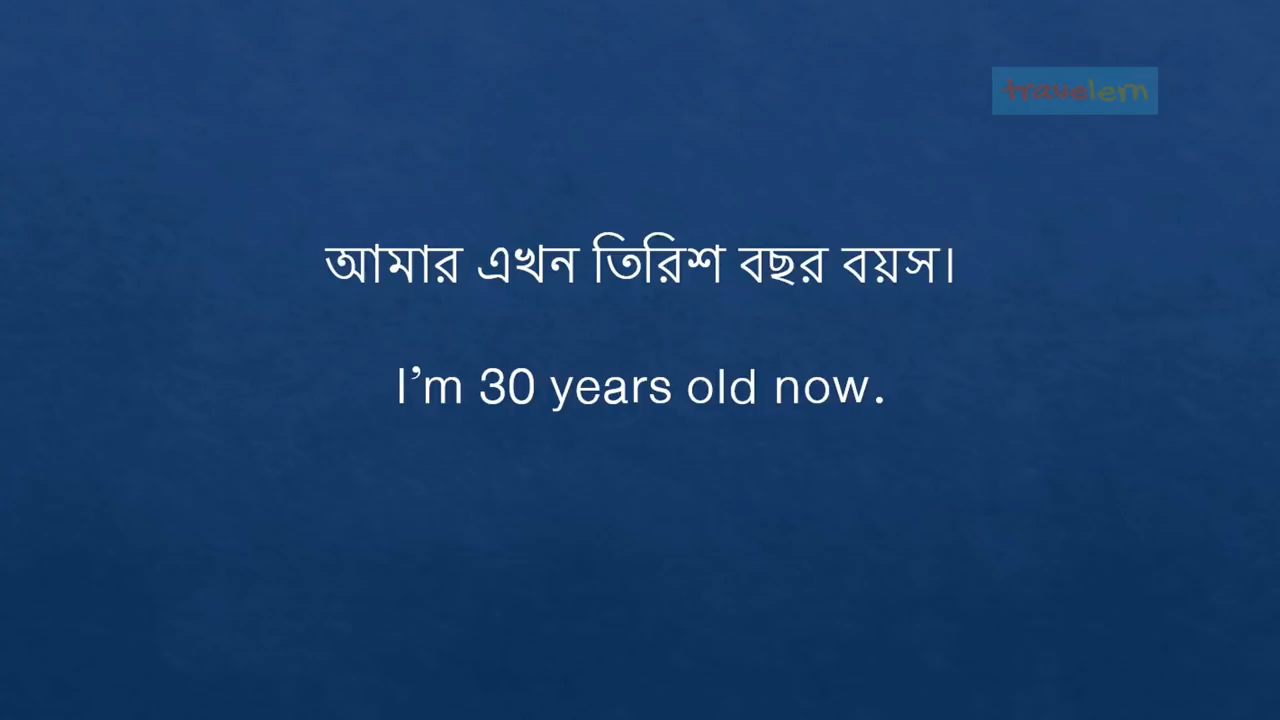 travelem
আমার এখন তিরিশ বছর বয়স।
I’m 30 years old now.